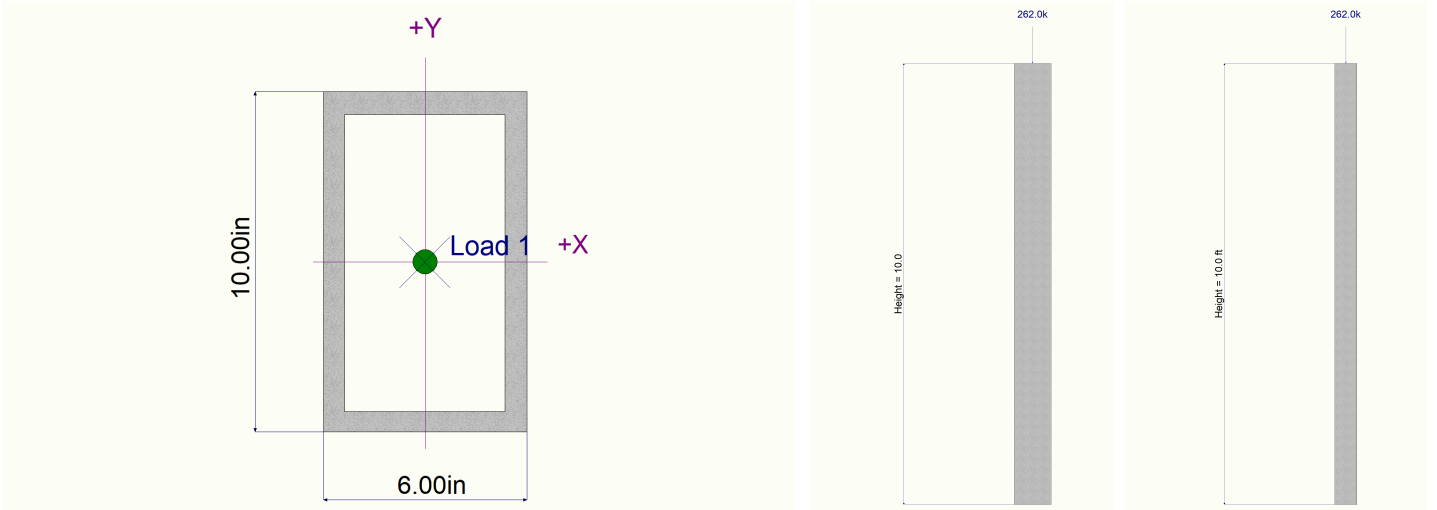 +Y
10.00in
Load 1
+X
6.00in
262.0k
Height = 10.0
262.0k
Height = 10.0 ft